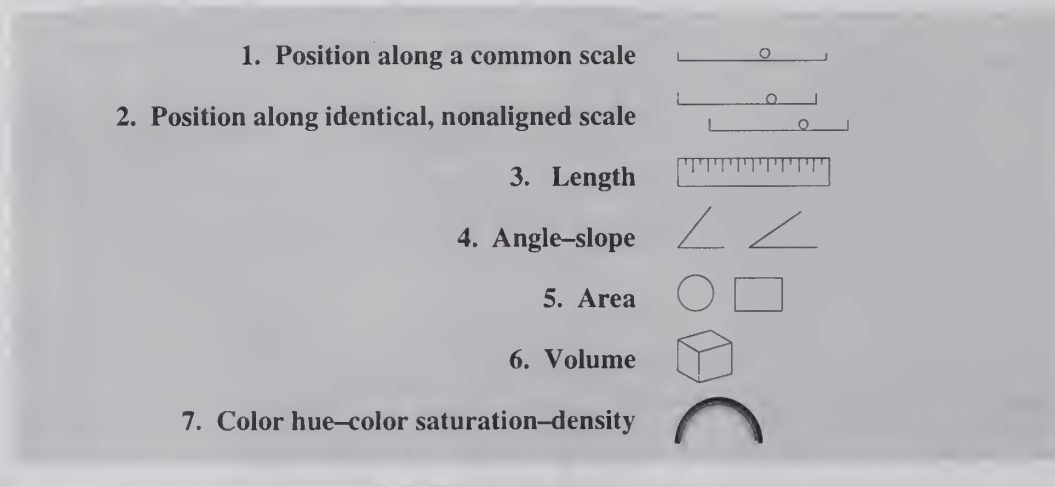 1. Position along a common scale
2. Position along identical, nonaligned scale
3. Length
4. Angle–slope
5. Area
6. Volume
7. Color hue–color saturation–density